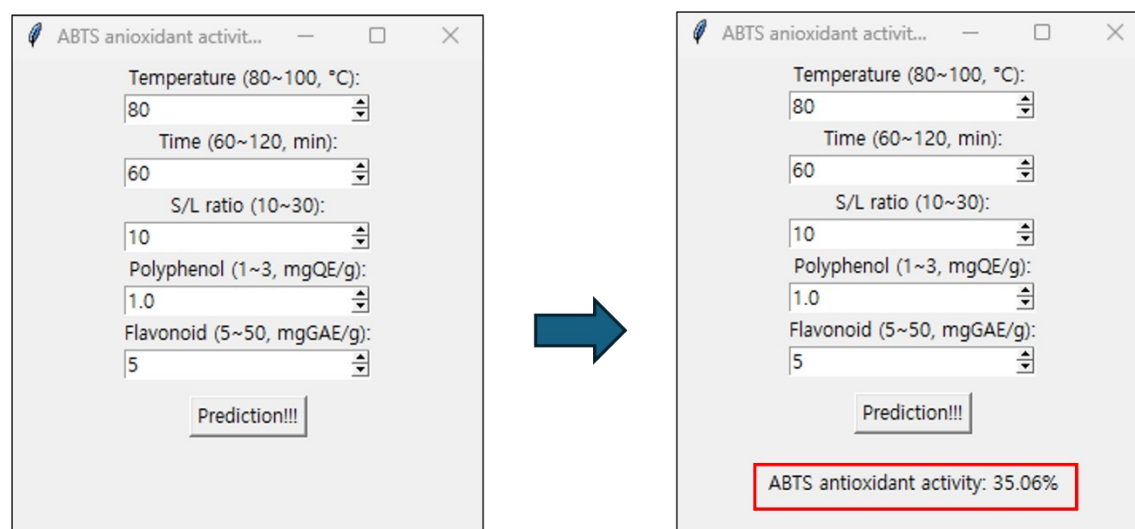 ABTS anioxidant activit...
Temperature (80~100, °C):
80
Time (60~120, min):
60
S/L ratio (10~30):
10
Polyphenol (1~3, mgQE/g):
1.0
Flavonoid (5~50, mgGAE/g):
5
Prediction!!!
ABTS anioxidant activit...
Temperature (80~100, °C):
80
Time (60~120, min):
60
S/L ratio (10~30):
10
Polyphenol (1~3, mgQE/g):
1.0
Flavonoid (5~50, mgGAE/g):
5
Prediction!!!
ABTS antioxidant activity: 35.06%